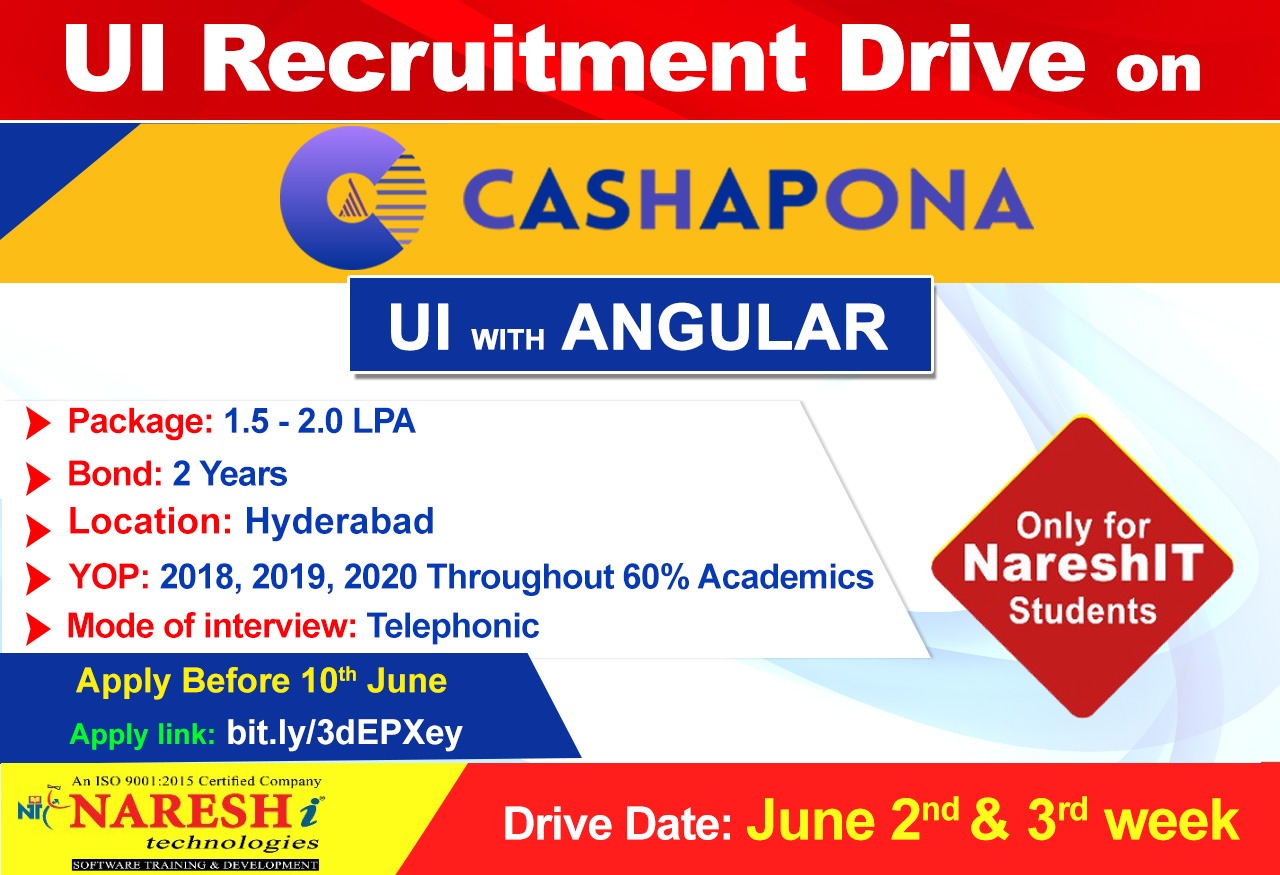 UI Recruitment Drive on
CASHAPONA
UI WITH ANGULAR
Package: 1.5 - 2.0 LPA
Bond: 2 Years
Location: Hyderabad
YOP: 2018, 2019, 2020 Throughout 60% Academics
Mode of interview: Telephonic
Only for
NareshIT
Students
Apply Before 10th June
Apply link: bit.ly/3dEPXey
An ISO 9001:2015 Certified Company
NARESH i®
technologies
SOFTWARE TRAINING & DEVELOPMENT
Drive Date: June 2nd & 3rd week